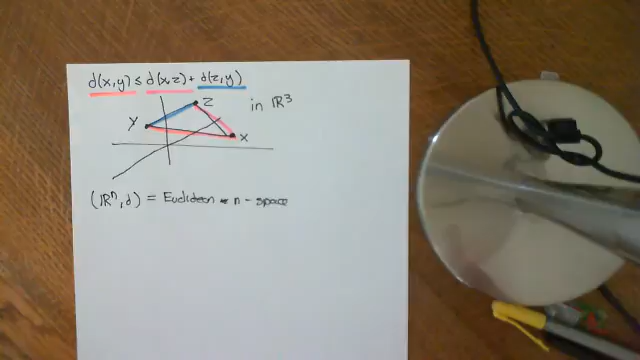 d(x,y) ≤ d(x,z) + d(z,y)
z
in ℝ³
y
x
(ℝⁿ, d) = Euclidean n-space